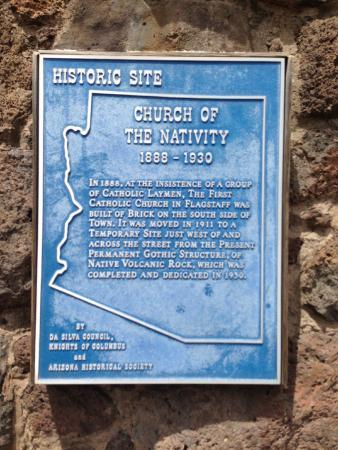 HISTORIC SITE
CHURCH OF
THE NATIVITY
1888 - 1930
IN 1888, AT THE INSISTENCE OF A GROUP
OF CATHOLIC LAYMEN, THE FIRST
CATHOLIC CHURCH IN FLAGSTAFF WAS
BUILT OF BRICK ON THE SOUTH SIDE OF
TOWN. IT WAS MOVED IN 1911 TO A
TEMPORARY SITE JUST WEST OF AND
ACROSS THE STREET FROM THE PRESENT
PERMANENT GOTHIC STRUCTURE, OF
NATIVE VOLCANIC ROCK, WHICH WAS
COMPLETED AND DEDICATED IN 1930.
BY
DA SILVA COUNCIL,
KNIGHTS OF COLUMBUS
and
ARIZONA HISTORICAL SOCIETY